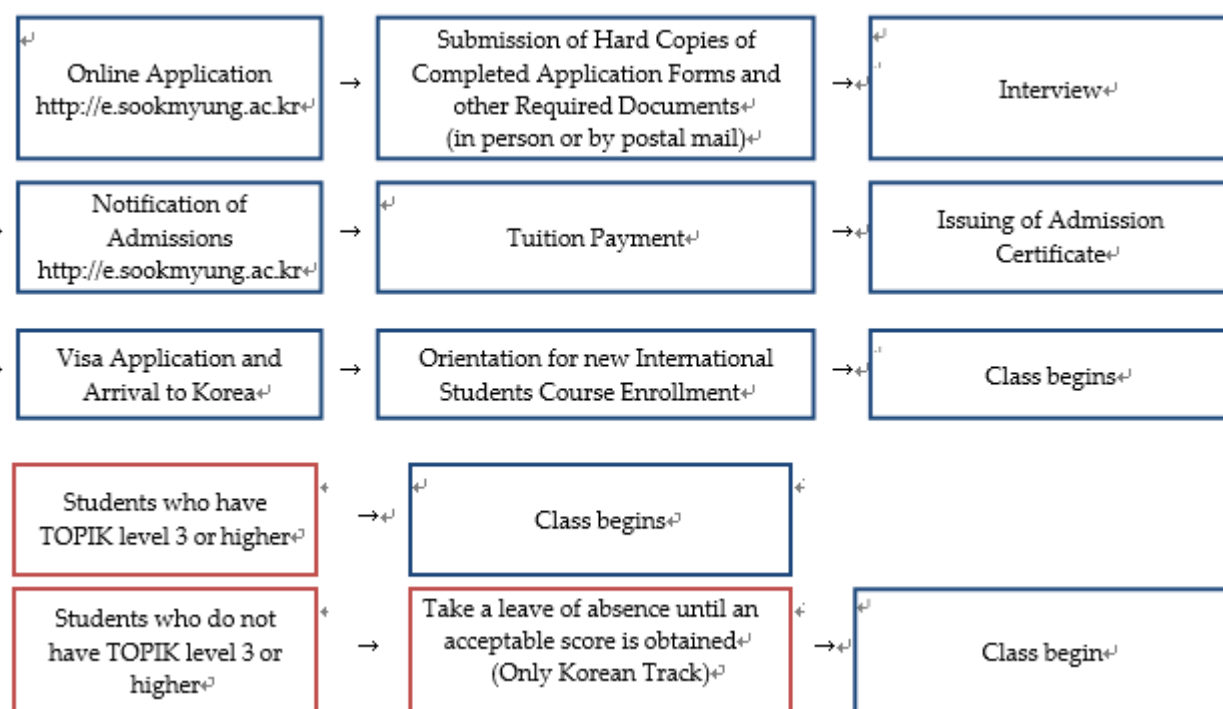 Online Application
http://e.sookmyung.ac.kr↵
→
Submission of Hard Copies of
Completed Application Forms and
other Required Documents↵
(in person or by postal mail)↵
→↵
Interview↵
Notification of
Admissions
http://e.sookmyung.ac.kr↵
→
Tuition Payment↵
→↵
Issuing of Admission
Certificate↵
Visa Application and
Arrival to Korea↵
→
Orientation for new International
Students Course Enrollment↵
→↵
Class begins↵
Students who have
TOPIK level 3 or higher↵
→↵
Class begins↵
Students who do not
have TOPIK level 3 or
higher↵
→
Take a leave of absence until an
acceptable score is obtained↵
(Only Korean Track)↵
→↵
Class begin↵